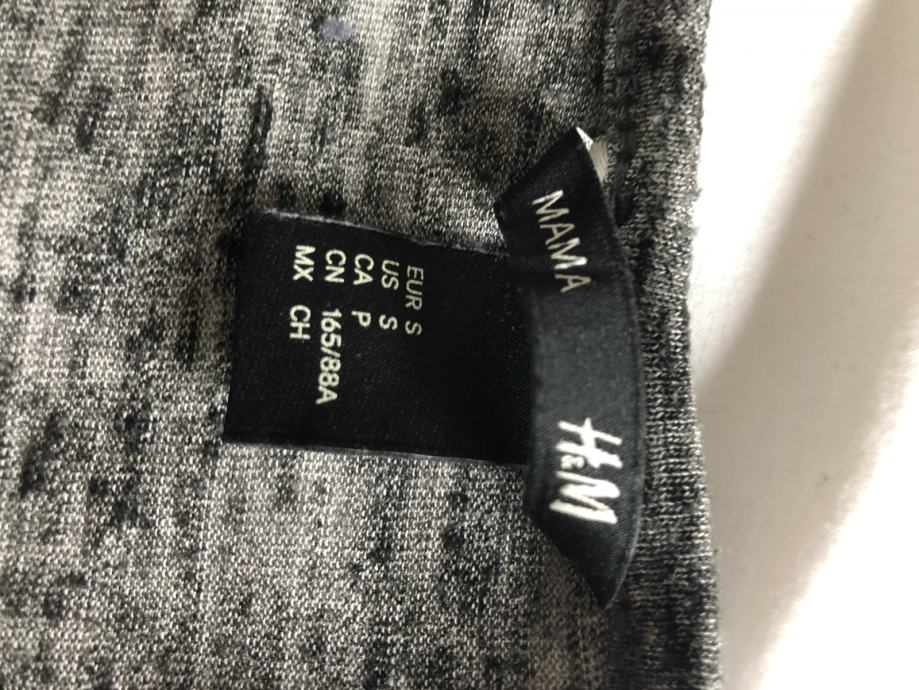 MAMA
H&M
EUR S
US S
CA P
CN 165/88A
MX CH